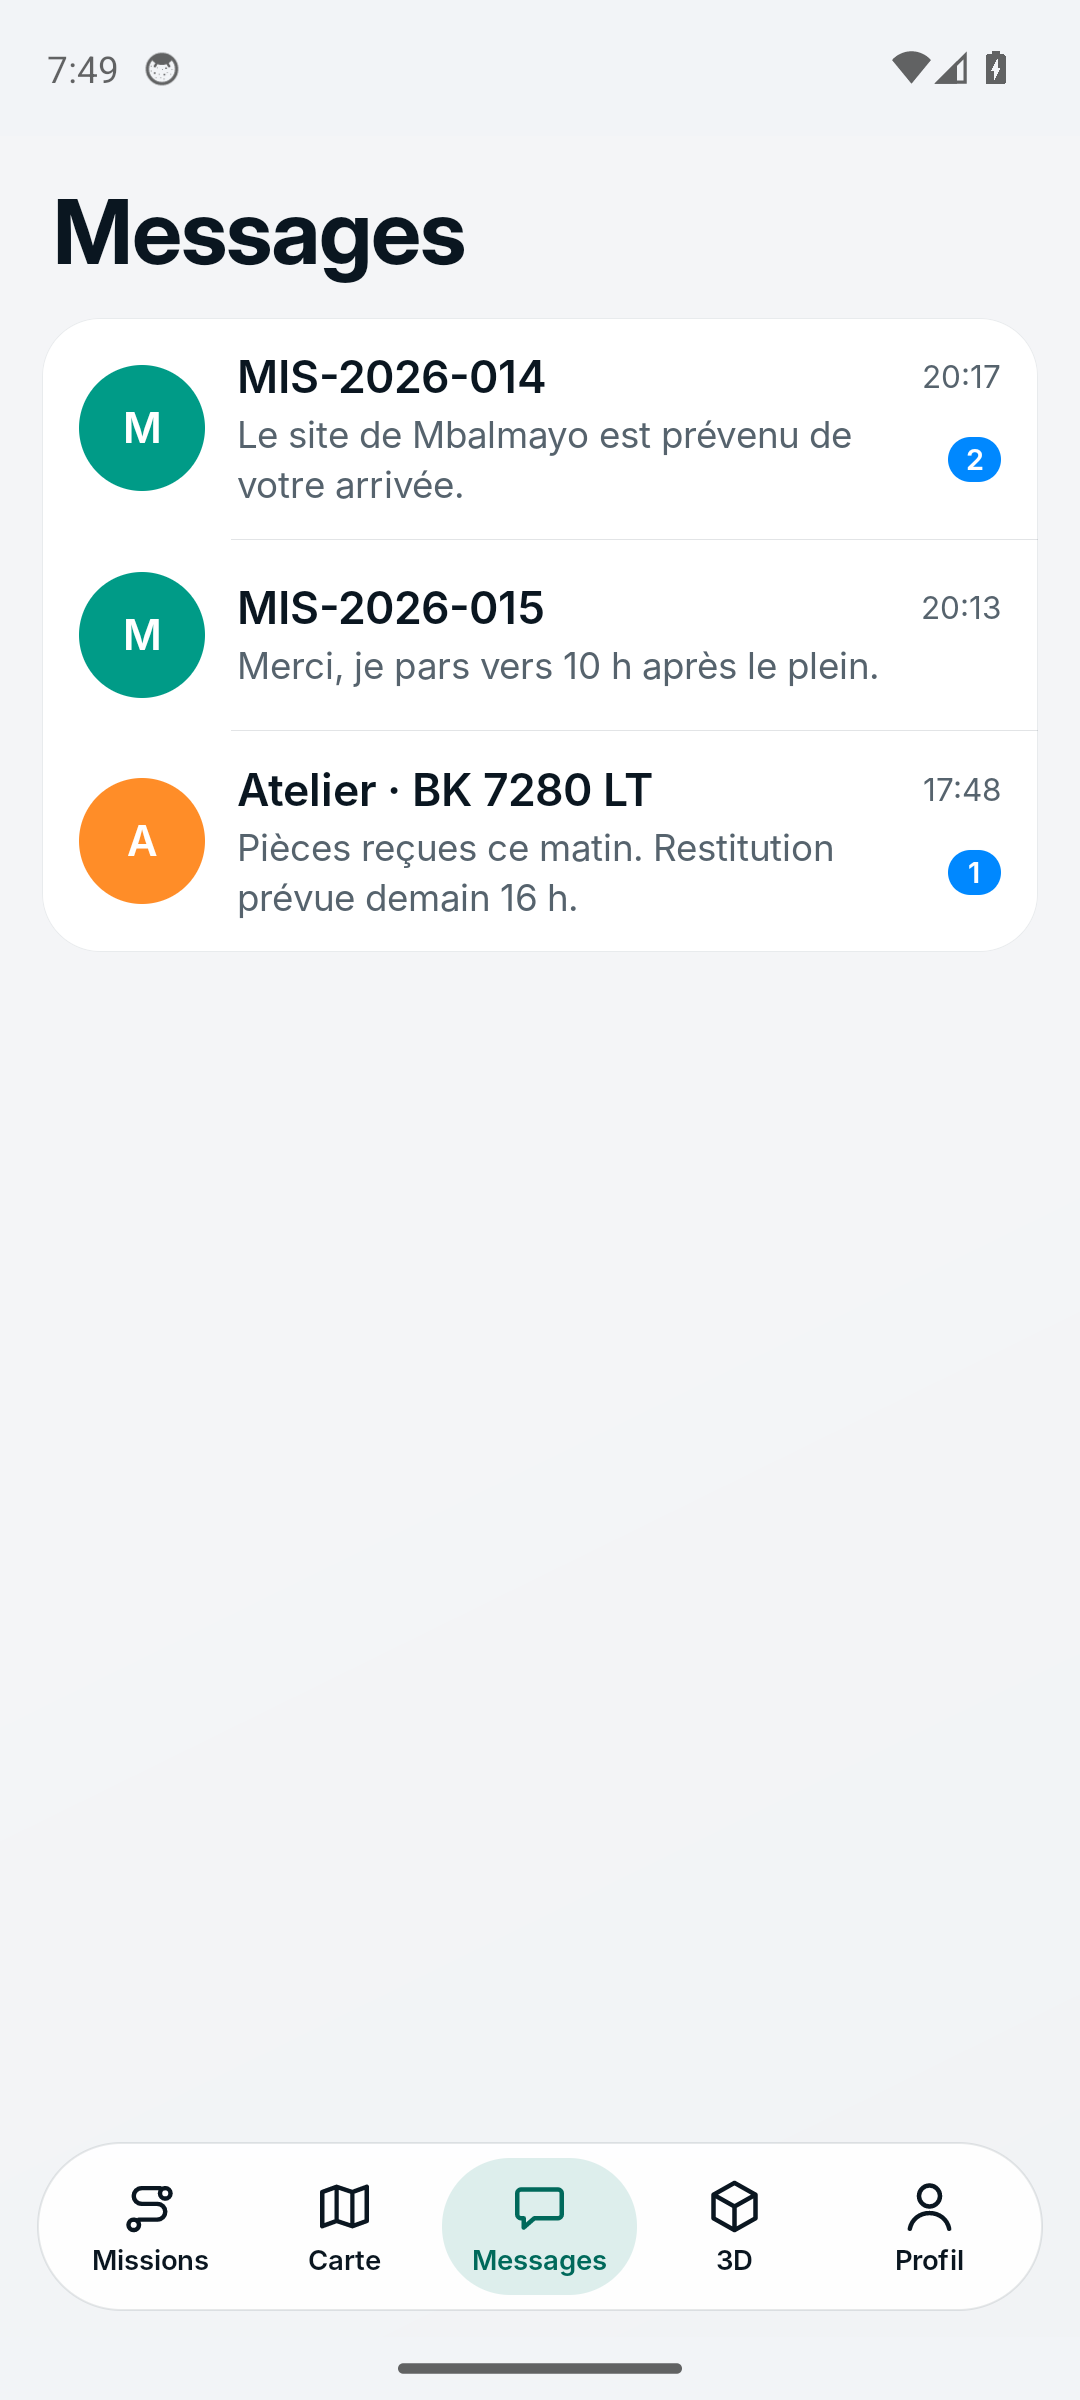 7:49
Messages
M
MIS-2026-014
20:17
Le site de Mbalmayo est prévenu de
votre arrivée.
2
M
MIS-2026-015
20:13
Merci, je pars vers 10 h après le plein.
A
Atelier · BK 7280 LT
17:48
Pièces reçues ce matin. Restitution
prévue demain 16 h.
1
Missions
Carte
Messages
3D
Profil